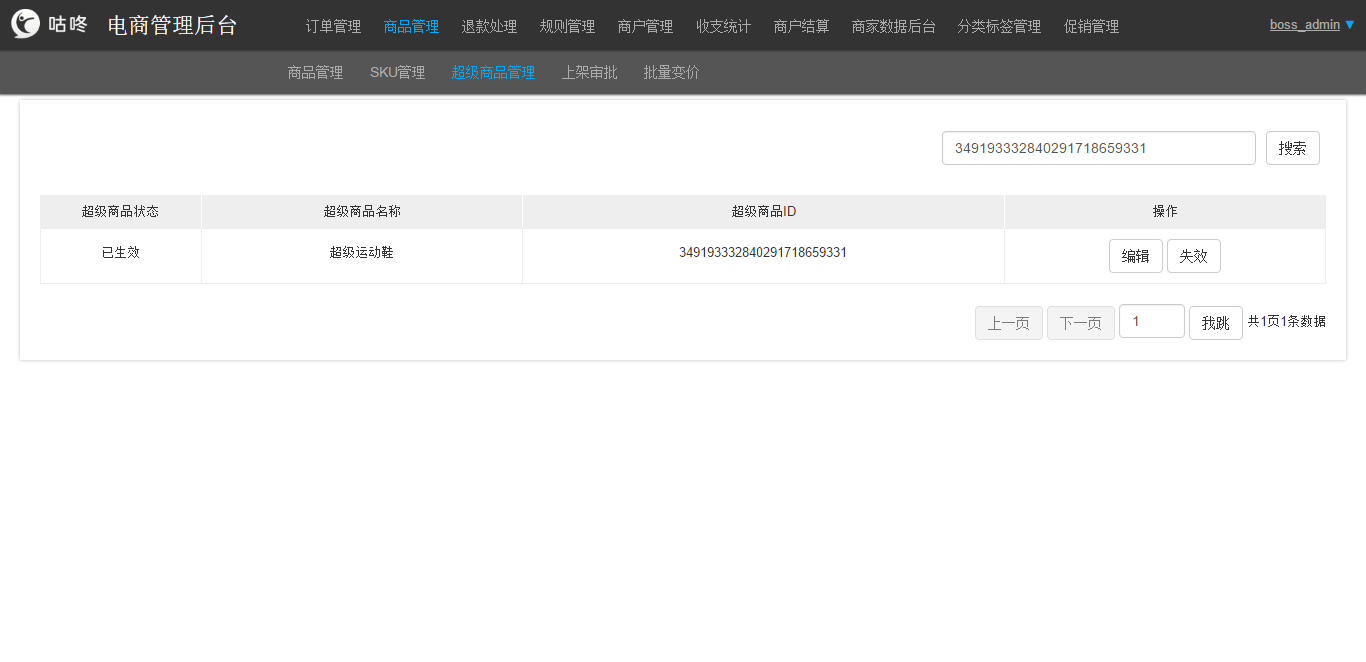 咕咚 电商管理后台 订单管理 商品管理 退款处理 规则管理 商户管理 收支统计 商户结算 商家数据后台 分类标签管理 促销管理 boss_admin ▼
商品管理 SKU管理 超级商品管理 上架审批 批量变价
349193332840291718659331 搜索
超级商品状态 超级商品名称 超级商品ID 操作
已生效 超级运动鞋 349193332840291718659331 编辑 失效
上一页 下一页 1 我跳 共1页1条数据